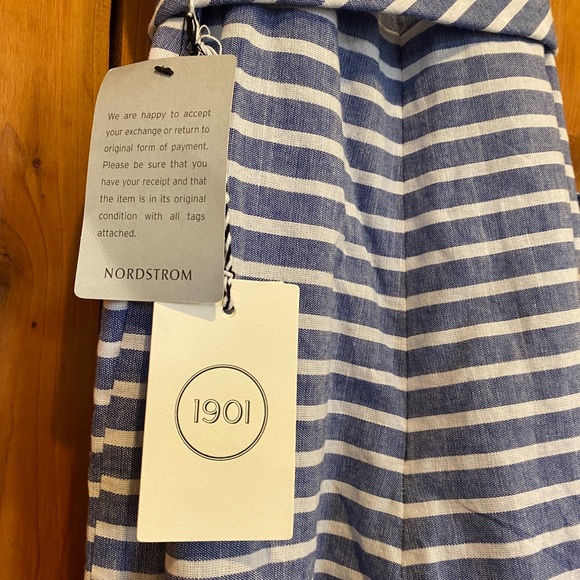 We are happy to accept
your exchange or return to
original form of payment.
Please be sure that you
have your receipt and that
the item is in its original
condition with all tags
attached.
NORDSTROM
1901